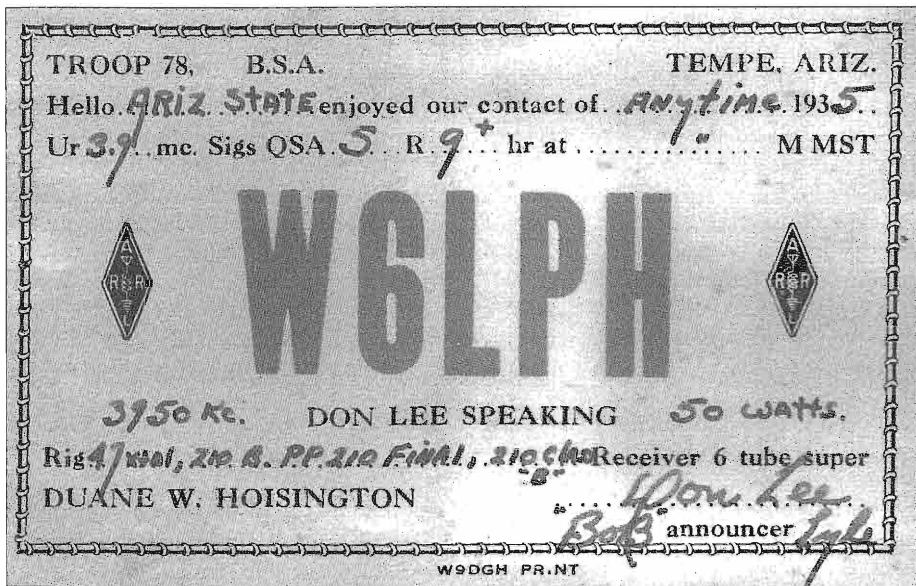 TROOP 78, B.S.A. TEMPE, ARIZ.
Hello ARIZ STATE enjoyed our contact of Anytime 1935
Ur 3.9 mc. Sigs QSA 5 R 9+ hr at " M MST
W6LPH
A
R R
A
R R
3950 Kc. DON LEE SPEAKING 50 WATTS.
Rig 47 xtal, 210 B. P.P. 210 FINAL, 210 Class "B" Receiver 6 tube super
DUANE W. HOISINGTON Don Lee
"Bob" announcer
W9DGH PRINT